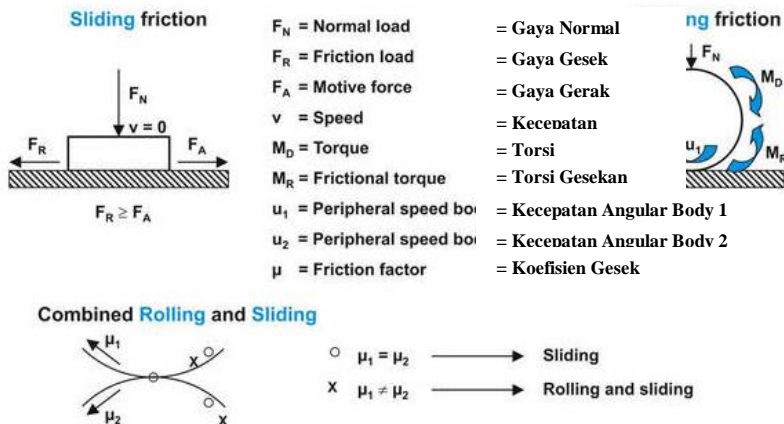 Sliding friction
ng friction
F_N = Normal load = Gaya Normal
F_R = Friction load = Gaya Gesek
F_A = Motive force = Gaya Gerak
v = Speed = Kecepatan
M_D = Torque = Torsi
M_R = Frictional torque = Torsi Gesekan
u_1 = Peripheral speed bo = Kecepatan Angular Body 1
u_2 = Peripheral speed bo = Kecepatan Angular Body 2
μ = Friction factor = Koefisien Gesek
F_N
v = 0
F_R
F_A
F_R ≥ F_A
F_N
M_D
u_1
M_R
Combined Rolling and Sliding
μ_1
x
μ_2
x
μ_1 = μ_2 Sliding
x μ_1 ≠ μ_2 Rolling and sliding